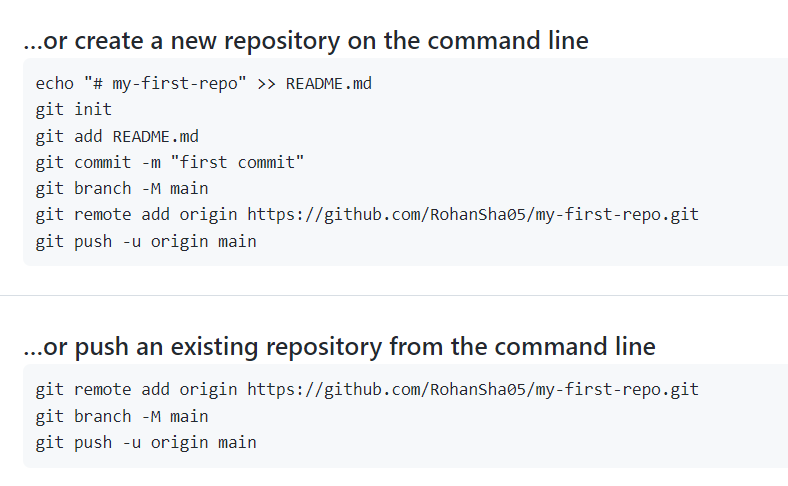 ...or create a new repository on the command line
echo "# my-first-repo" >> README.md
git init
git add README.md
git commit -m "first commit"
git branch -M main
git remote add origin https://github.com/RohanSha05/my-first-repo.git
git push -u origin main
...or push an existing repository from the command line
git remote add origin https://github.com/RohanSha05/my-first-repo.git
git branch -M main
git push -u origin main